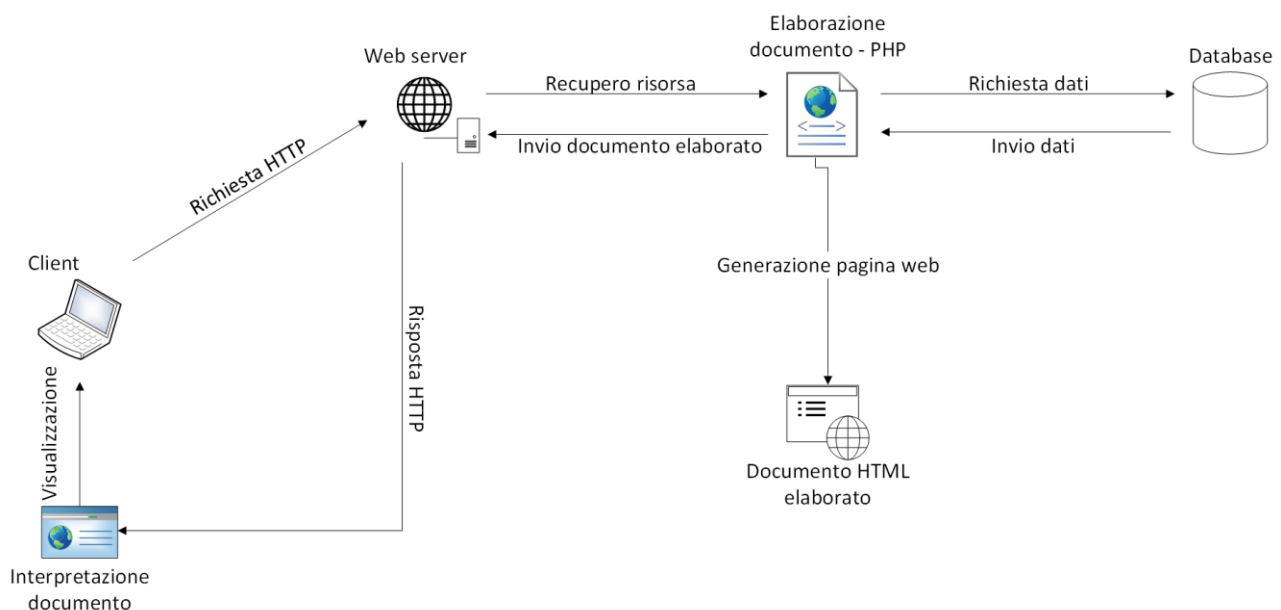 Elaborazione
documento - PHP
Web server
Database
Recupero risorsa
Richiesta dati
Invio documento elaborato
Invio dati
Richiesta HTTP
Client
Generazione pagina web
Risposta HTTP
Visualizzazione
Documento HTML
elaborato
Interpretazione
documento